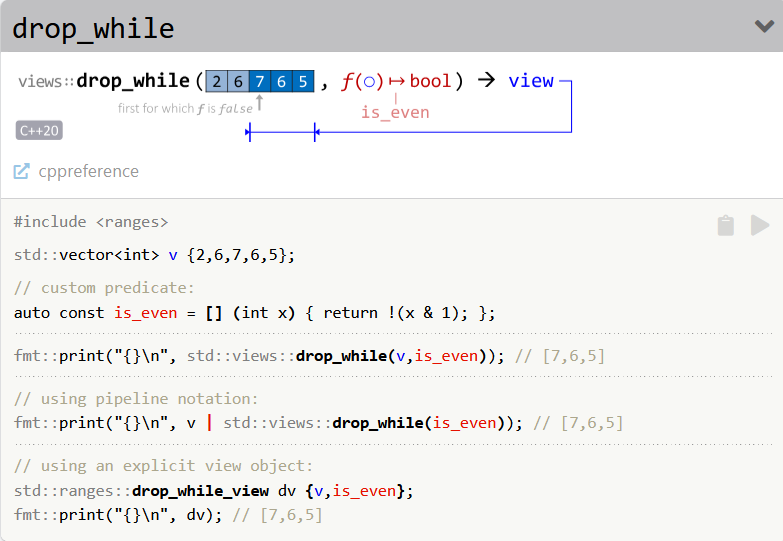 drop_while
views::drop_while( 2 6 7 6 5 , f(○)↦bool) → view
first for which f is false
is_even
C++20
cppreference
#include <ranges>
std::vector<int> v {2,6,7,6,5};
// custom predicate:
auto const is_even = [] (int x) { return !(x & 1); };
fmt::print("{}\n", std::views::drop_while(v,is_even)); // [7,6,5]
// using pipeline notation:
fmt::print("{}\n", v | std::views::drop_while(is_even)); // [7,6,5]
// using an explicit view object:
std::ranges::drop_while_view dv {v,is_even};
fmt::print("{}\n", dv); // [7,6,5]